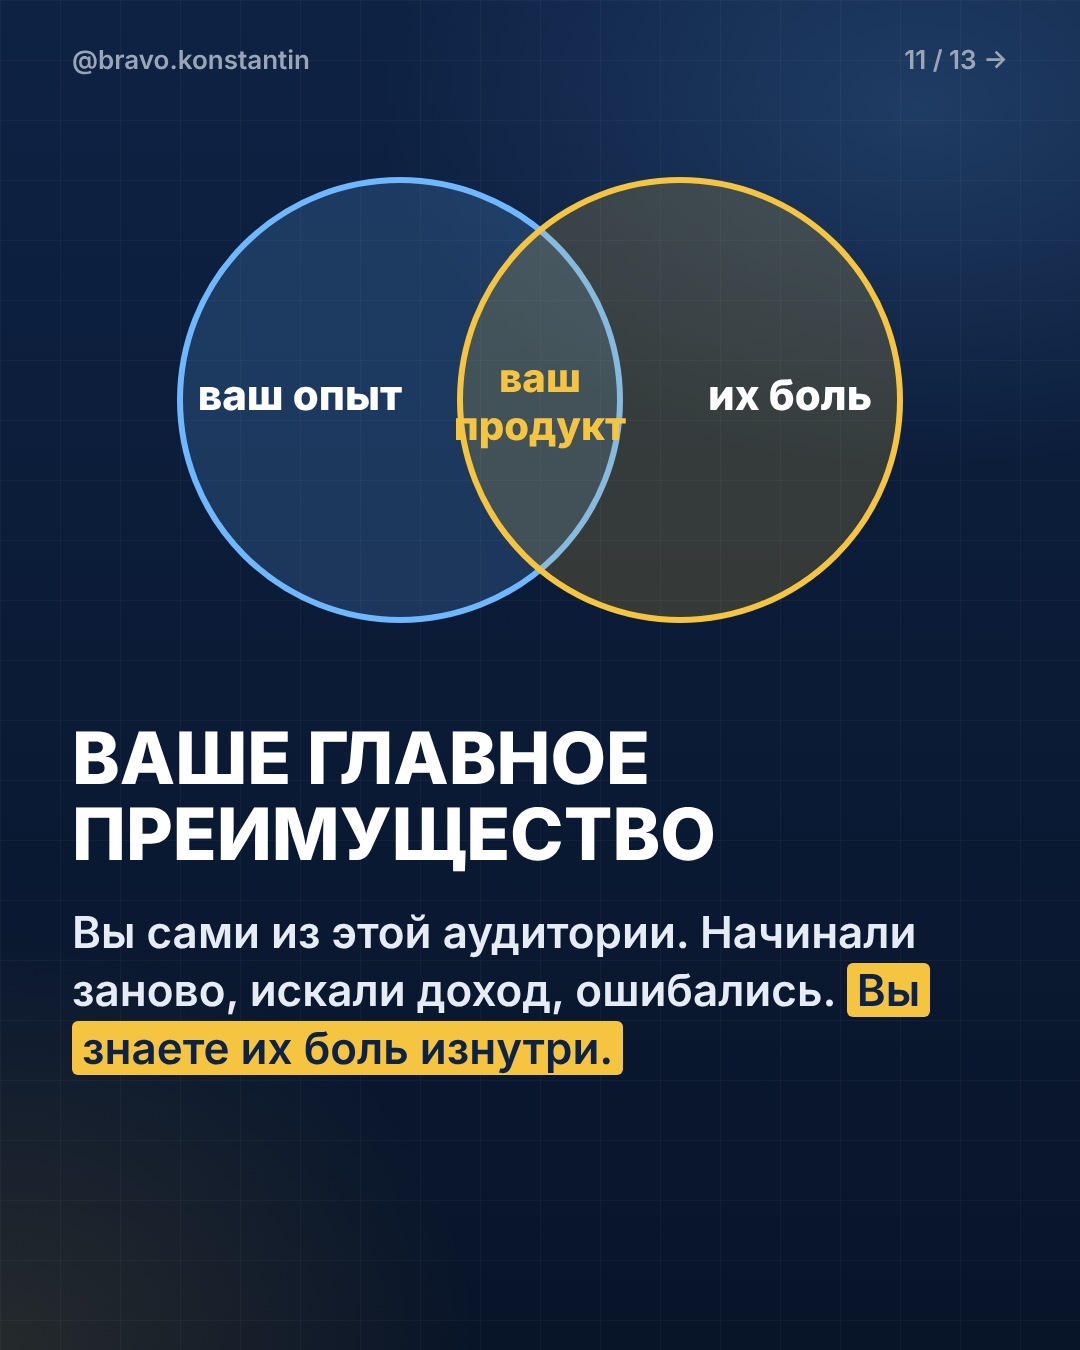 @bravo.konstantin
11 / 13 →
ваш опыт
ваш
продукт
их боль
ВАШЕ ГЛАВНОЕ
ПРЕИМУЩЕСТВО
Вы сами из этой аудитории. Начинали
заново, искали доход, ошибались. Вы
знаете их боль изнутри.